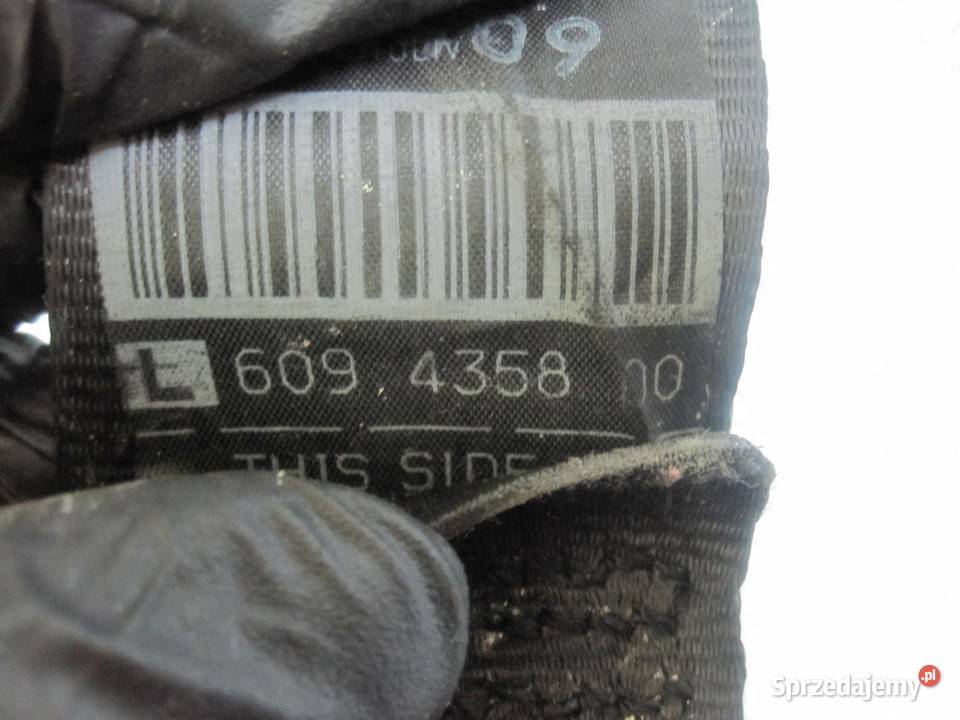 09
L 609 4358 00
THIS SIDE
Sprzedajemy.pl